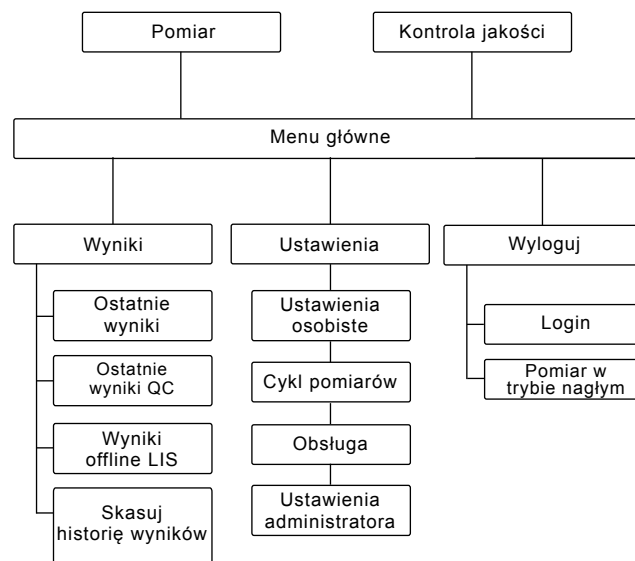 Pomiar
Kontrola jakości
Menu główne
Wyniki
Ustawienia
Wyloguj
Ostatnie
wyniki
Ostatnie
wyniki QC
Wyniki
offline LIS
Skasuj
historię wyników
Ustawienia
osobiste
Cykl pomiarów
Obsługa
Ustawienia
administratora
Login
Pomiar w
trybie nagłym